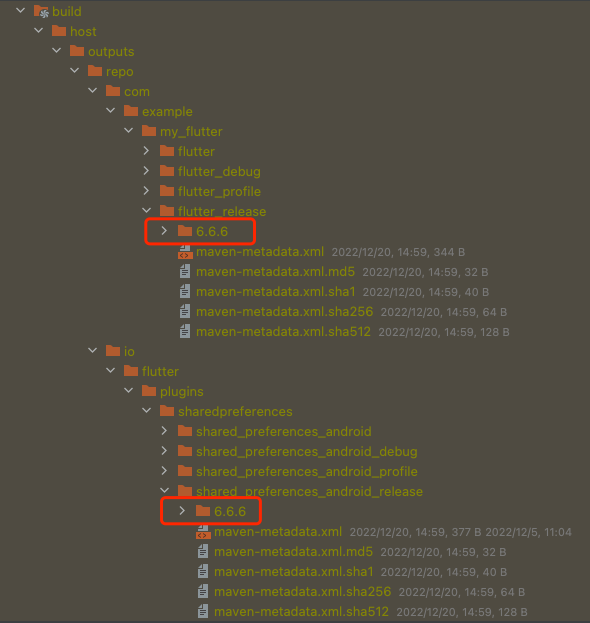 build
host
outputs
repo
com
example
my_flutter
flutter
flutter_debug
flutter_profile
flutter_release
6.6.6
maven-metadata.xml 2022/12/20, 14:59, 344 B
maven-metadata.xml.md5 2022/12/20, 14:59, 32 B
maven-metadata.xml.sha1 2022/12/20, 14:59, 40 B
maven-metadata.xml.sha256 2022/12/20, 14:59, 64 B
maven-metadata.xml.sha512 2022/12/20, 14:59, 128 B
io
flutter
plugins
sharedpreferences
shared_preferences_android
shared_preferences_android_debug
shared_preferences_android_profile
shared_preferences_android_release
6.6.6
maven-metadata.xml 2022/12/20, 14:59, 377 B 2022/12/5, 11:04
maven-metadata.xml.md5 2022/12/20, 14:59, 32 B
maven-metadata.xml.sha1 2022/12/20, 14:59, 40 B
maven-metadata.xml.sha256 2022/12/20, 14:59, 64 B
maven-metadata.xml.sha512 2022/12/20, 14:59, 128 B